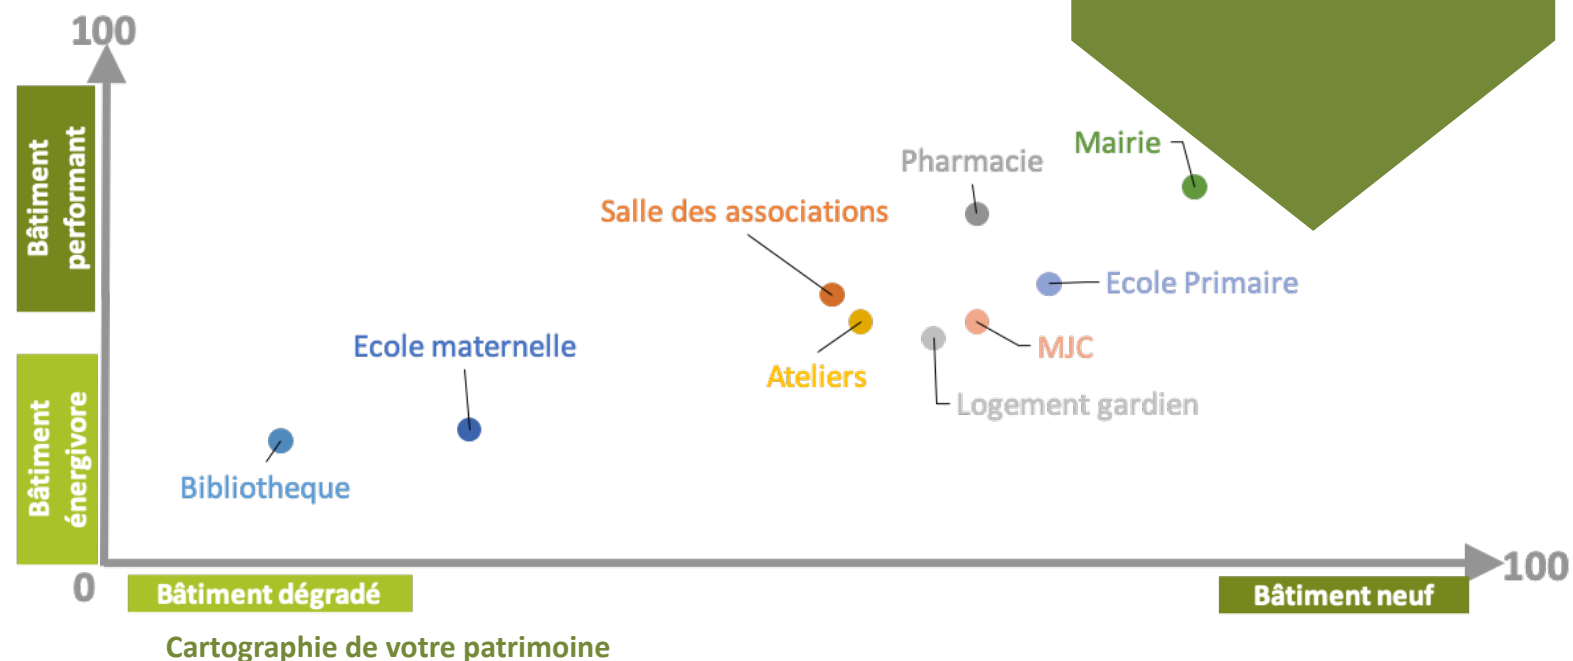 100
Bâtiment
performant
Mairie
Pharmacie
Salle des associations
Ecole Primaire
Ecole maternelle
MJC
Ateliers
Logement gardien
Bâtiment
énergivore
Bibliotheque
0
100
Bâtiment dégradé
Bâtiment neuf
Cartographie de votre patrimoine